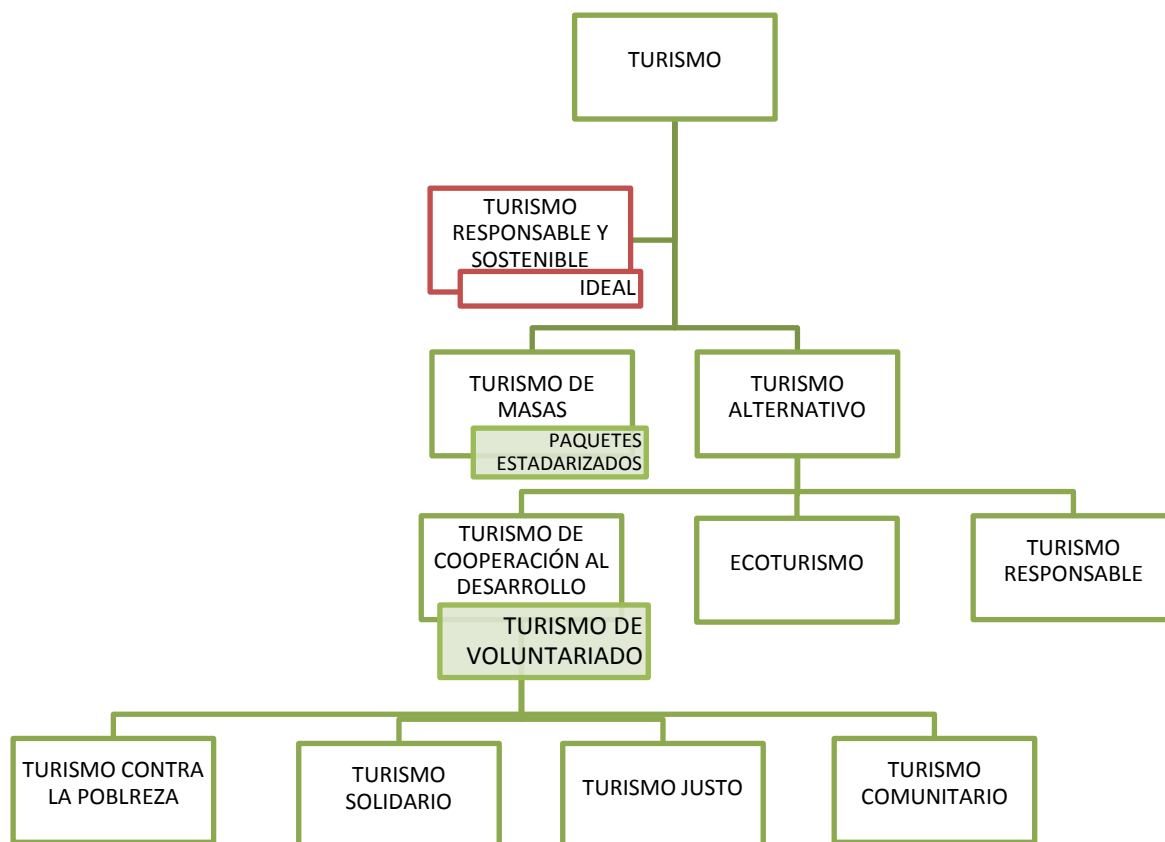 TURISMO
TURISMO
RESPONSABLE Y
SOSTENIBLE
IDEAL
TURISMO DE
MASAS
PAQUETES
ESTADARIZADOS
TURISMO
ALTERNATIVO
TURISMO DE
COOPERACIÓN AL
DESARROLLO
TURISMO DE
VOLUNTARIADO
ECOTURISMO
TURISMO
RESPONSABLE
TURISMO CONTRA
LA POBLREZA
TURISMO
SOLIDARIO
TURISMO JUSTO
TURISMO
COMUNITARIO